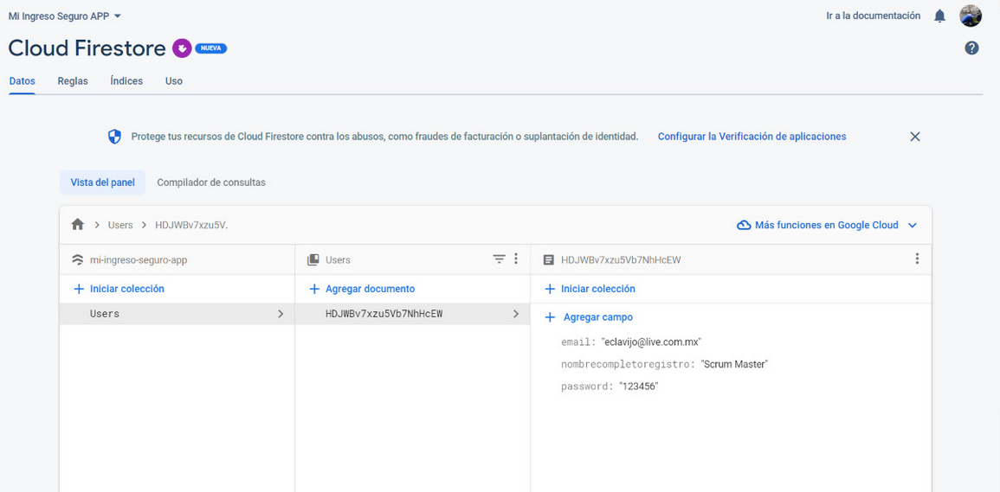 Mi Ingreso Seguro APP
Ir a la documentación
Cloud Firestore
NUEVA
Datos
Reglas
Índices
Uso
Protege tus recursos de Cloud Firestore contra los abusos, como fraudes de facturación o suplantación de identidad.
Configurar la Verificación de aplicaciones
Vista del panel
Compilador de consultas
Users
HDJWBv7xzu5V.
Más funciones en Google Cloud
mi-ingreso-seguro-app
Users
HDJWBv7xzu5Vb7NhHcEW
Iniciar colección
Agregar documento
Iniciar colección
Users
HDJWBv7xzu5Vb7NhHcEW
Agregar campo
email: "eclavijo@live.com.mx"
nombrecompletoregistro: "Scrum Master"
password: "123456"